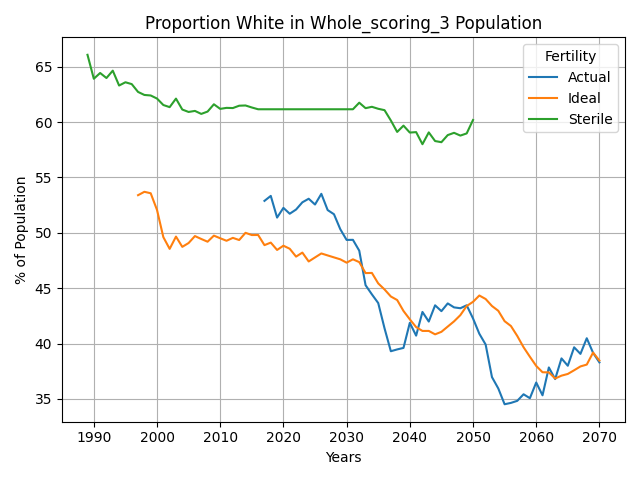 Proportion White in Whole_scoring_3 Population
Fertility
Actual
Ideal
Sterile
% of Population
65
60
55
50
45
40
35
1990
2000
2010
2020
2030
2040
2050
2060
2070
Years